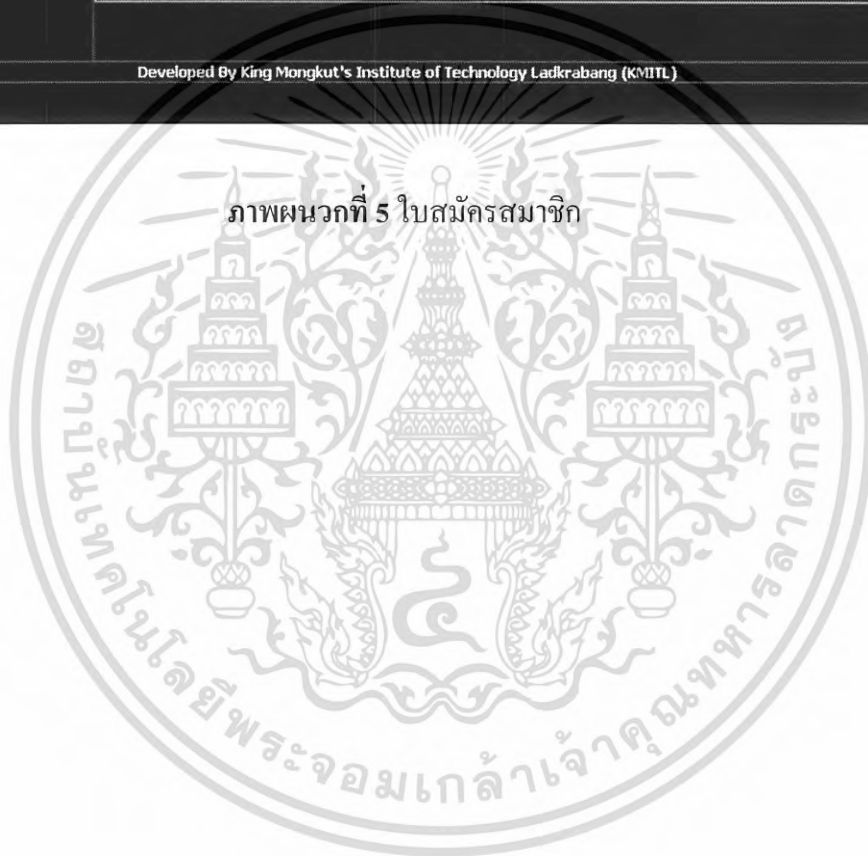 Developed By King Mongkut's Institute of Technology Ladkrabang (KMITL)
ภาพผนวกที่ 5 ใบสมัครสมาชิก
สถาบันเทคโนโลยีพระจอมเกล้าเจ้าคุณทหารลาดกระบัง